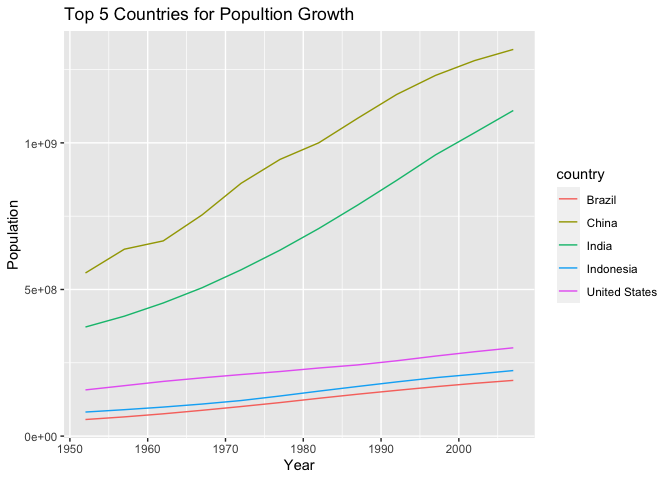 Top 5 Countries for Popultion Growth
Population
1e+09
5e+08
0e+00
1950 1960 1970 1980 1990 2000
Year
country
Brazil
China
India
Indonesia
United States